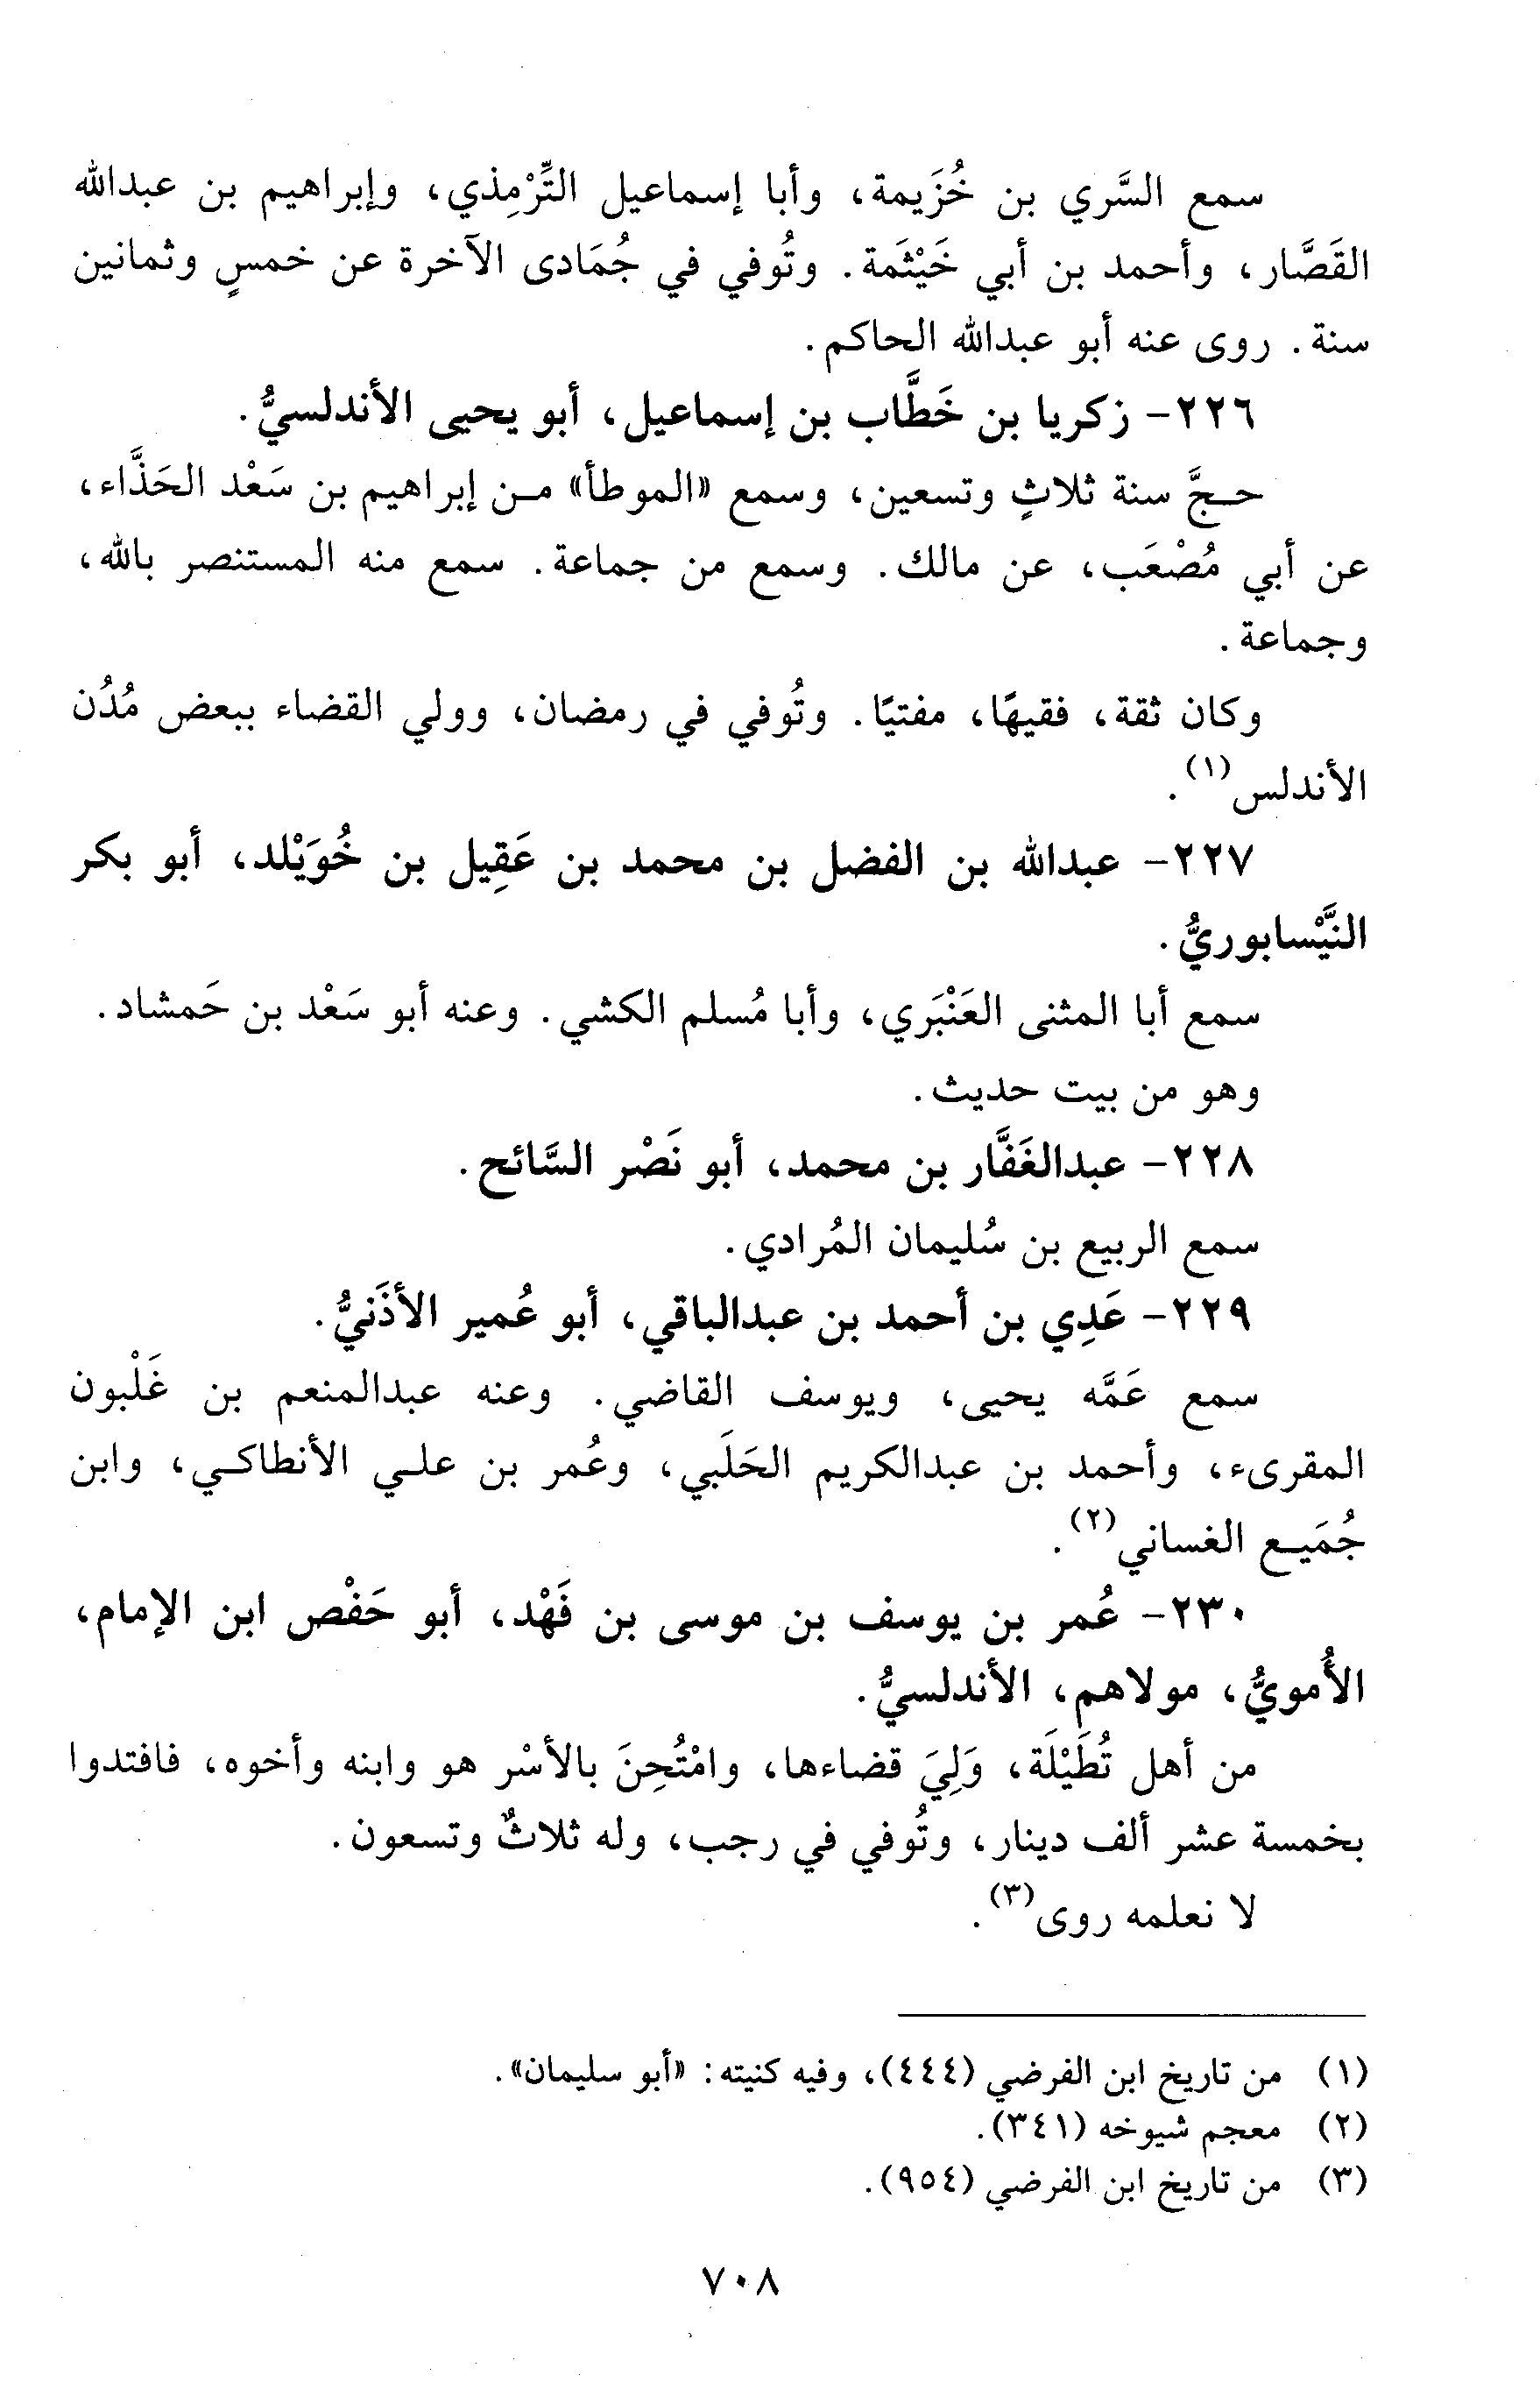 سمع السَّري بن خُزَيمة، وأبا إسماعيل التِّرْمِذي، وإبراهيم بن عبدالله
القَصَّار، وأحمد بن أبي خَيْثَمة. وتُوفي في جُمَادى الآخرة عن خمسٍ وثمانين
سنة. روى عنه أبو عبدالله الحاكم.
٢٢٦- زكريا بن خَطَّاب بن إسماعيل، أبو يحيى الأندلسيُّ.
حجَّ سنة ثلاثٍ وتسعين، وسمع «الموطأ» من إبراهيم بن سَعْد الحَذَّاء،
عن أبي مُصْعَب، عن مالك. وسمع من جماعة. سمع منه المستنصر بالله،
وجماعة.
وكان ثقة، فقيهًا، مفتيًا. وتُوفي في رمضان، وولي القضاء ببعض مُدُن
الأندلس(١).
٢٢٧- عبدالله بن الفضل بن محمد بن عَقِيل بن خُوَيْلد، أبو بكر
النَّيْسابوريُّ.
سمع أبا المثنى العَنْبَري، وأبا مُسلم الكشي. وعنه أبو سَعْد بن حَمشاد.
وهو من بيت حديث.
٢٢٨- عبدالغَفَّار بن محمد، أبو نَصْر السَّائح.
سمع الربيع بن سُليمان المُرادي.
٢٢٩- عَدِي بن أحمد بن عبدالباقي، أبو عُمير الأذَنيُّ.
سمع عَمَّه يحيى، ويوسف القاضي. وعنه عبدالمنعم بن غَلْبون
المقرىء، وأحمد بن عبدالكريم الحَلَبي، وعُمر بن علي الأنطاكي، وابن
جُمَيع الغساني(٢).
٢٣٠- عُمر بن يوسف بن موسى بن فَهْد، أبو حَفْص ابن الإمام،
الأُمويُّ، مولاهم، الأندلسيُّ.
من أهل تُطَيْلَة، وَلِيَ قضاءها، وامْتُحِنَ بالأسْر هو وابنه وأخوه، فافتدوا
بخمسة عشر ألف دينار، وتُوفي في رجب، وله ثلاثٌ وتسعون.
لا نعلمه روى(٣).
(١) من تاريخ ابن الفرضي (٤٤٤)، وفيه كنيته: «أبو سليمان».
(٢) معجم شيوخه (٣٤١).
(٣) من تاريخ ابن الفرضي (٩٥٤).
٧٠٨